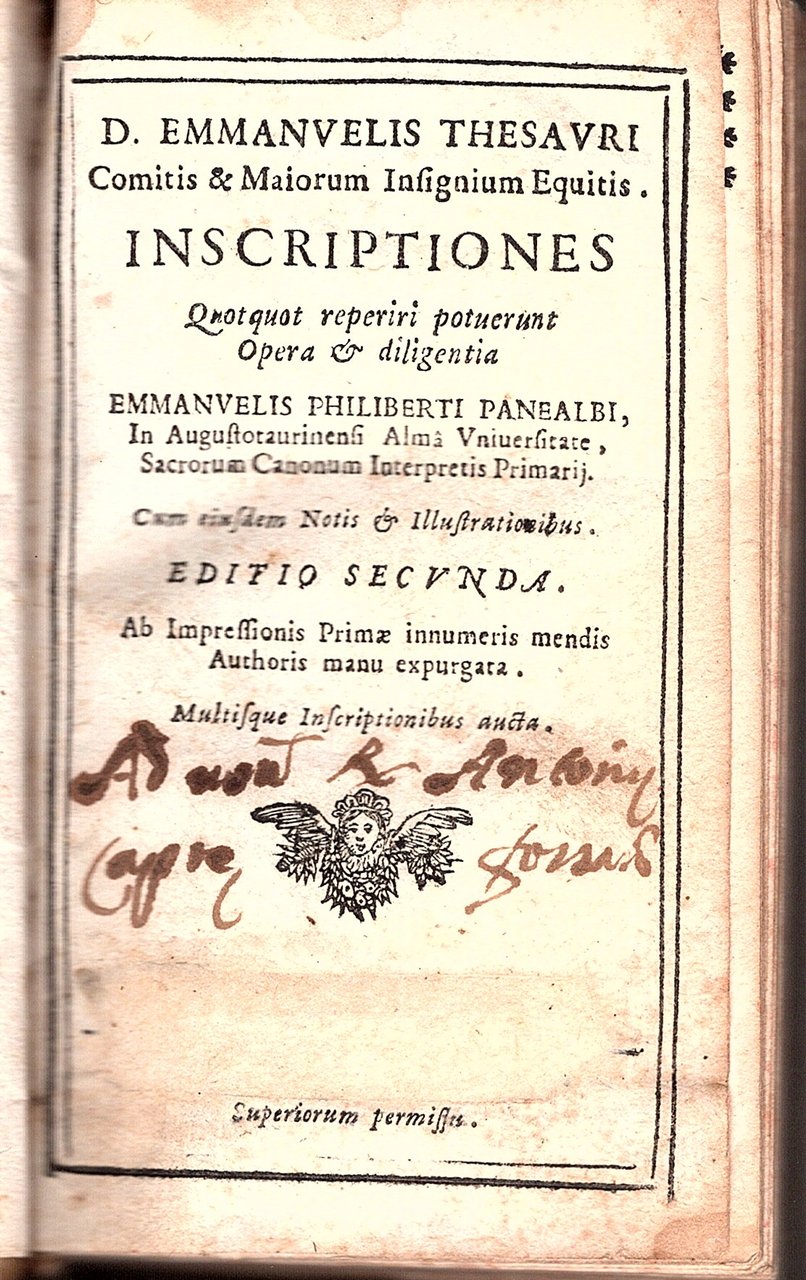 D. EMMANVELIS THESAVRI
Comitis & Maiorum Inſignium Equitis.
INSCRIPTIONES
Quotquot reperiri potuerunt
Opera & diligentia
EMMANVELIS PHILIBERTI PANEALBI,
In Auguſtotaurinenſi Almâ Vniuerſitate,
Sacrorum Canonum Interpretis Primarij.
Cum eiuſdem Notis & Illuſtrationibus.
EDITIO SECVNDA.
Ab Impreſſionis Primæ innumeris mendis
Authoris manu expurgata.
Multiſque Inſcriptionibus aucta.
Ad Antonij
Superiorum permiſſu.